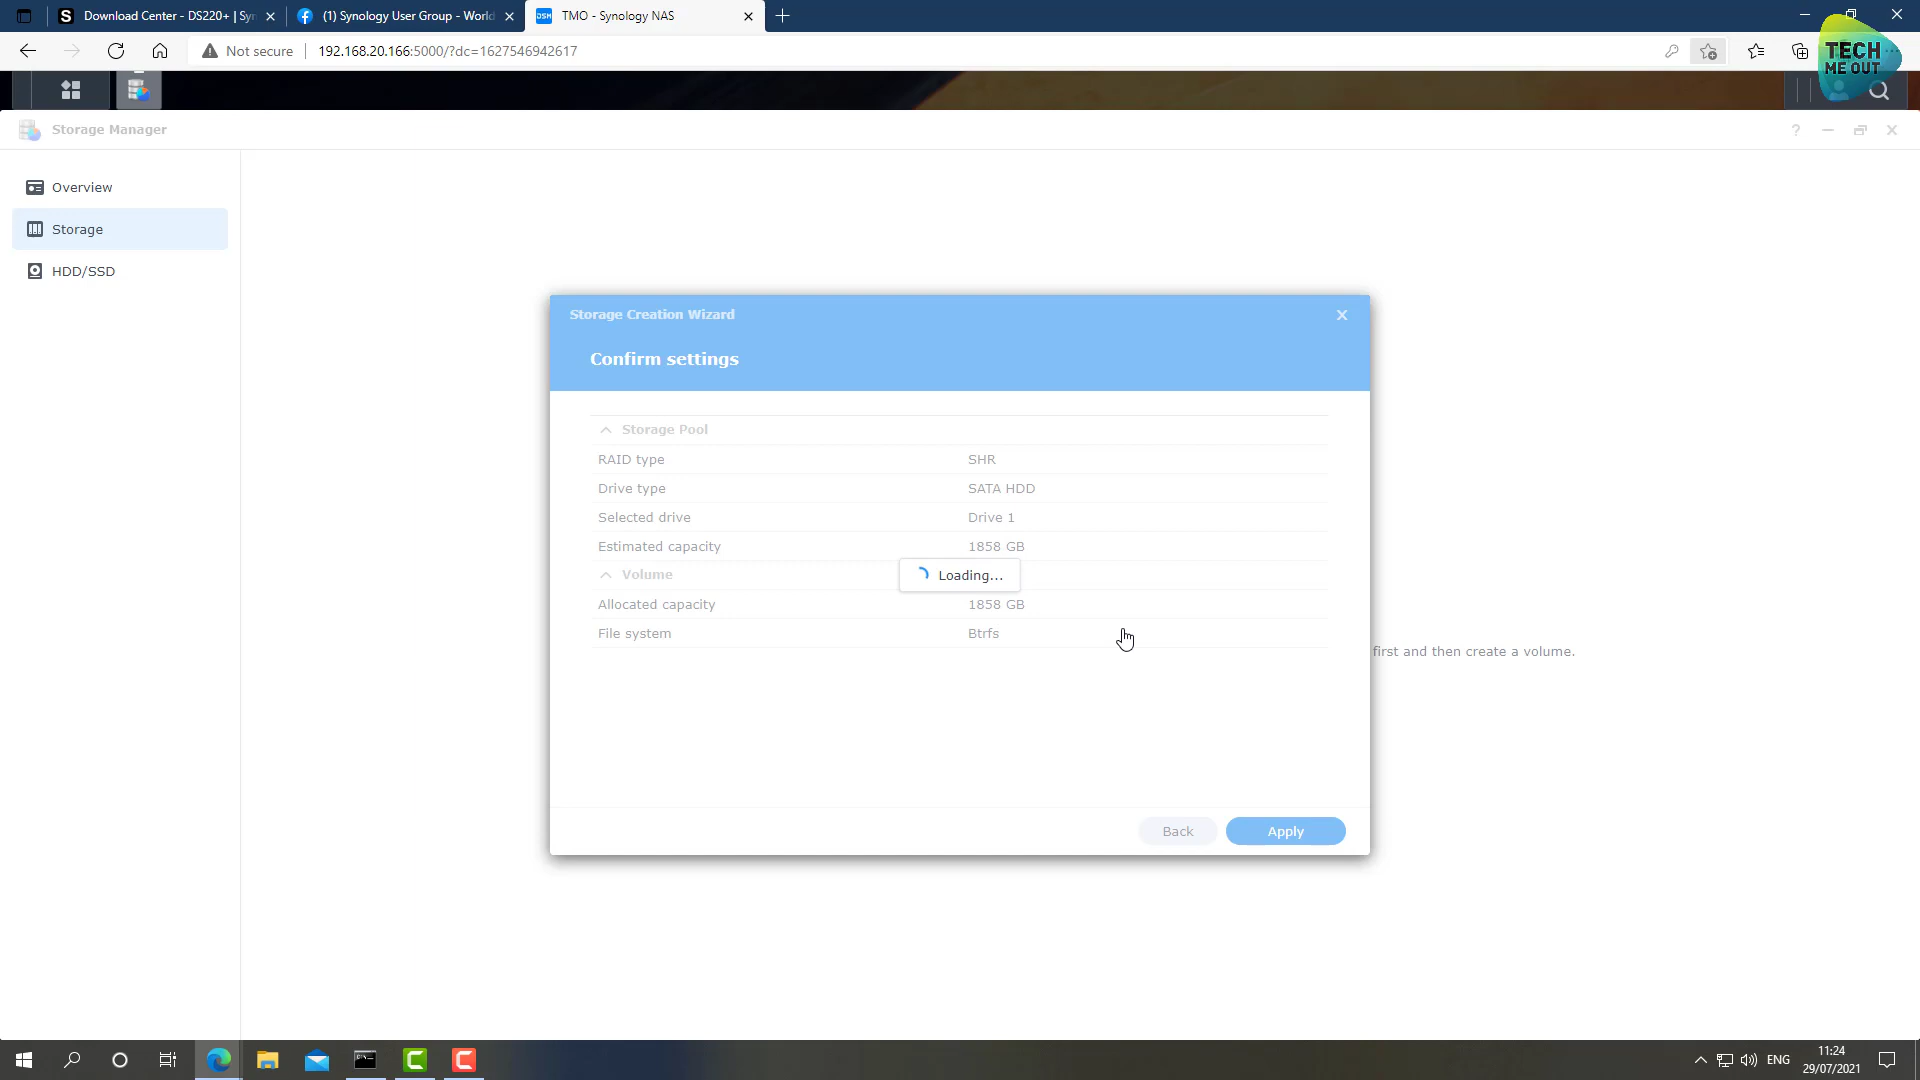 Download Center - DS220+ | Sy
(1) Synology User Group - World
TMO - Synology NAS
Not secure
192.168.20.166:5000/?dc=1627546942617
TECH
ME OUT
Storage Manager
Overview
Storage
HDD/SSD
Storage Creation Wizard
Confirm settings
Storage Pool
RAID type SHR
Drive type SATA HDD
Selected drive Drive 1
Estimated capacity 1858 GB
Volume
Loading...
Allocated capacity 1858 GB
File system Btrfs
first and then create a volume.
Back
Apply
ENG
11:24
29/07/2021